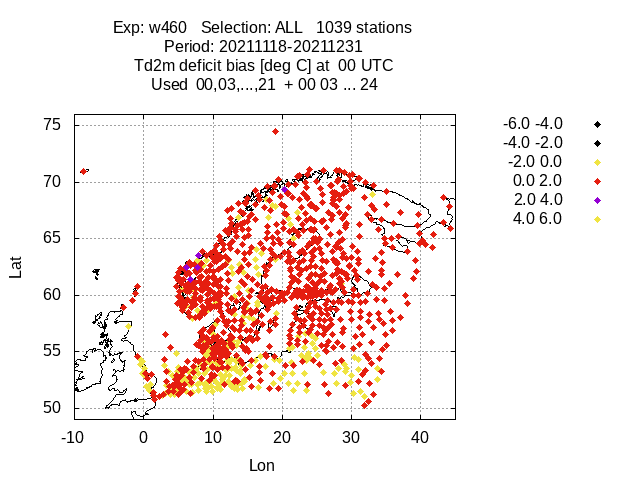 Exp: w460   Selection: ALL   1039 stations
Period: 20211118-20211231
Td2m deficit bias [deg C] at  00 UTC
Used  00,03,...,21  + 00 03 ... 24
-6.0 -4.0
-4.0 -2.0
-2.0 0.0
0.0 2.0
2.0 4.0
4.0 6.0
75
70
65
60
55
50
Lat
-10 0 10 20 30 40
Lon